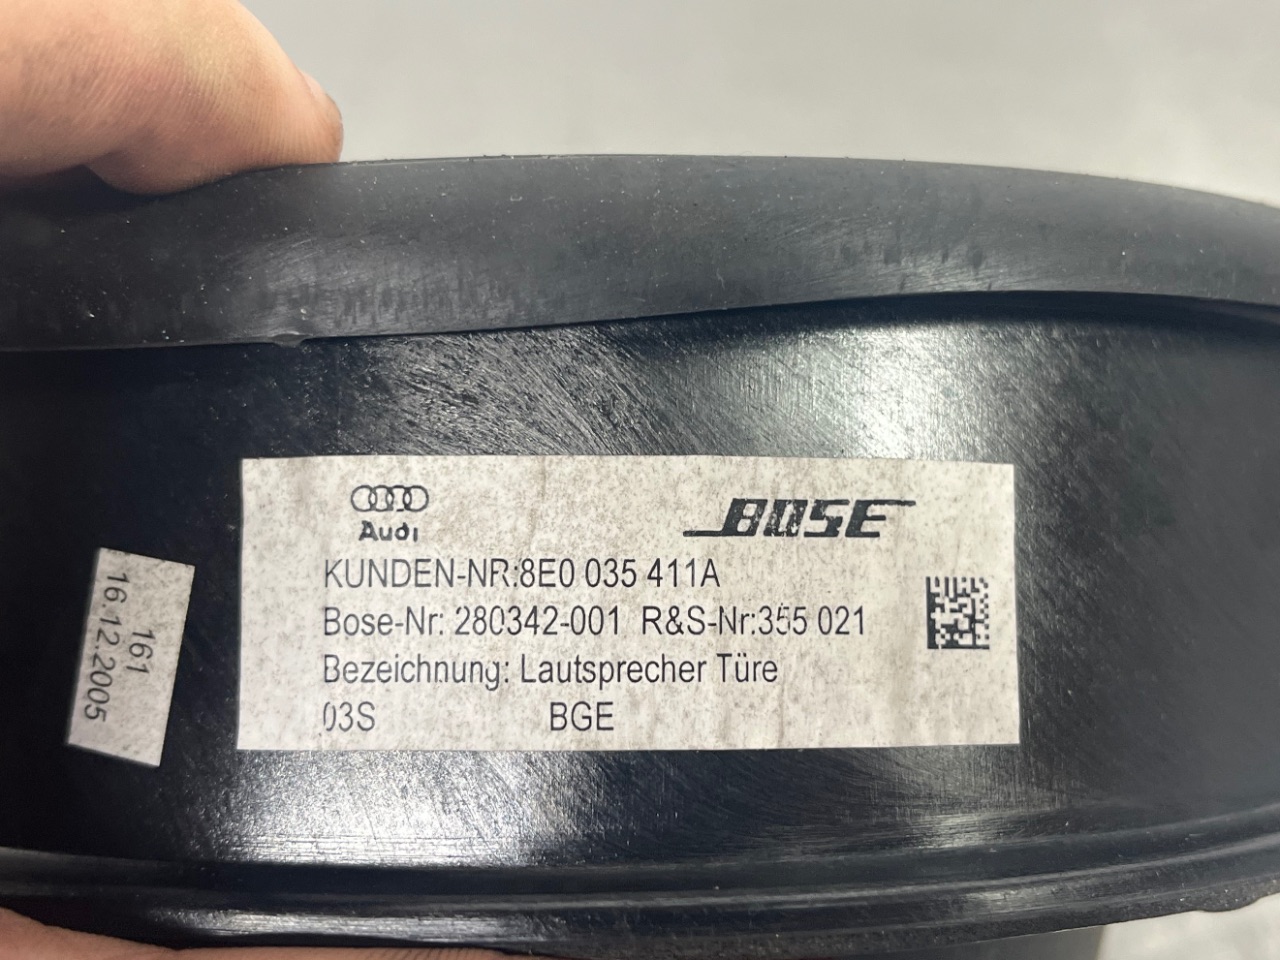 Audi
BOSE
KUNDEN-NR:8E0 035 411A
Bose-Nr: 280342-001 R&S-Nr:355 021
Bezeichnung: Lautsprecher Türe
03S BGE
161
16.12.2005